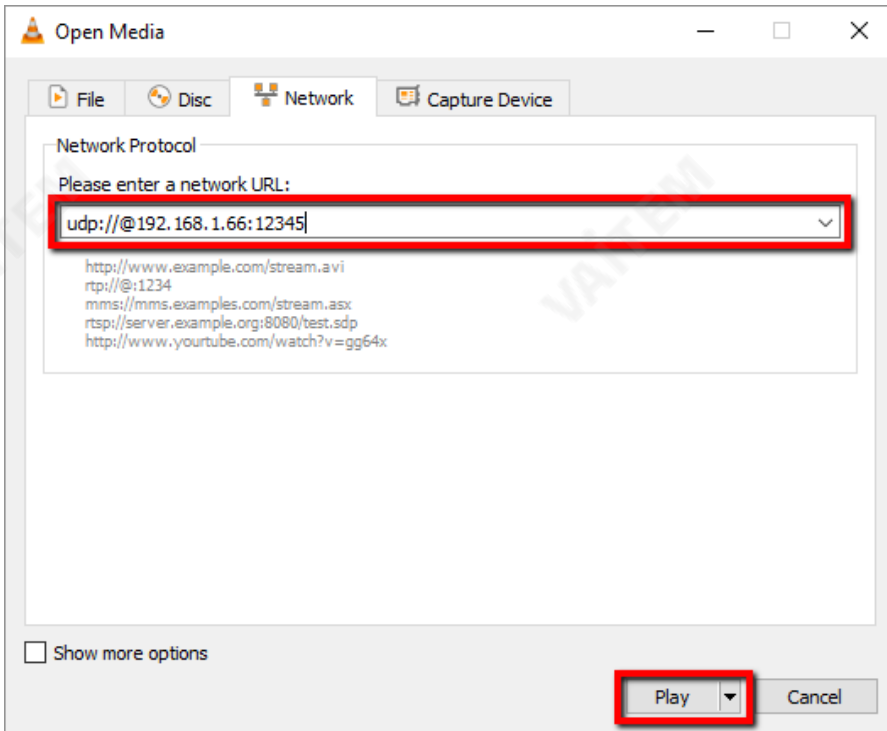 Open Media
File Disc Network Capture Device
Network Protocol
Please enter a network URL:
udp://@192.168.1.66:12345
http://www.example.com/stream.avi
rtp://@:1234
mms://mms.examples.com/stream.asx
rtsp://server.example.org:8080/test.sdp
http://www.yourtube.com/watch?v=gg64x
VAİTEM
Show more options
Play Cancel